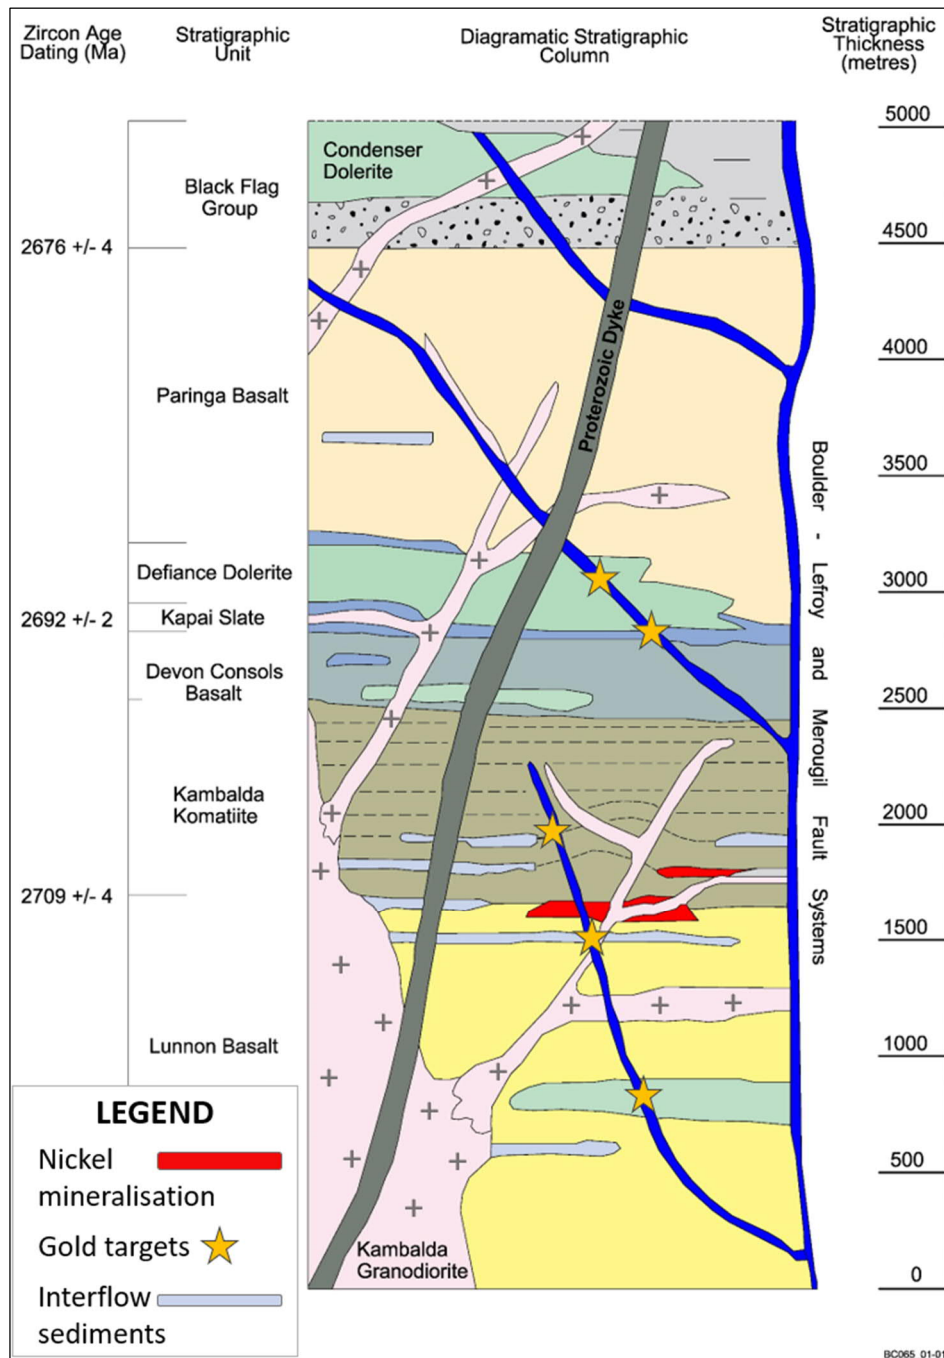 Zircon Age
Dating (Ma)
Stratigraphic
Unit
Diagramatic Stratigraphic
Column
Stratigraphic
Thickness
(metres)
5000
Condenser
Dolerite
Black Flag
Group
2676 +/- 4
4500
Proterozoic Dyke
4000
Paringa Basalt
3500
Boulder - Lefroy and Merougil Fault Systems
Defiance Dolerite
3000
2692 +/- 2
Kapai Slate
Devon Consols
Basalt
2500
Kambalda
Komatiite
2000
2709 +/- 4
1500
Lunnon Basalt
1000
LEGEND
Nickel
mineralisation
Gold targets
Interflow
sediments
500
Kambalda
Granodiorite
0
BC065_01-01